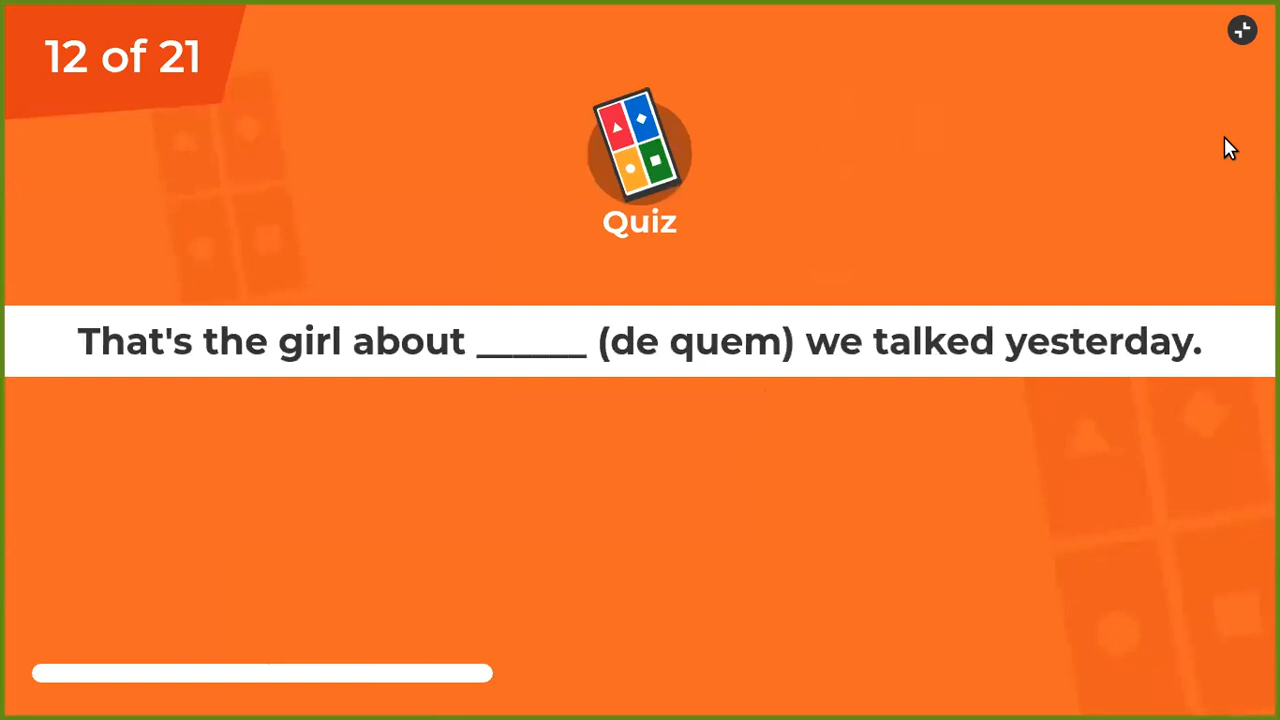 12 of 21
Quiz
That's the girl about ______ (de quem) we talked yesterday.